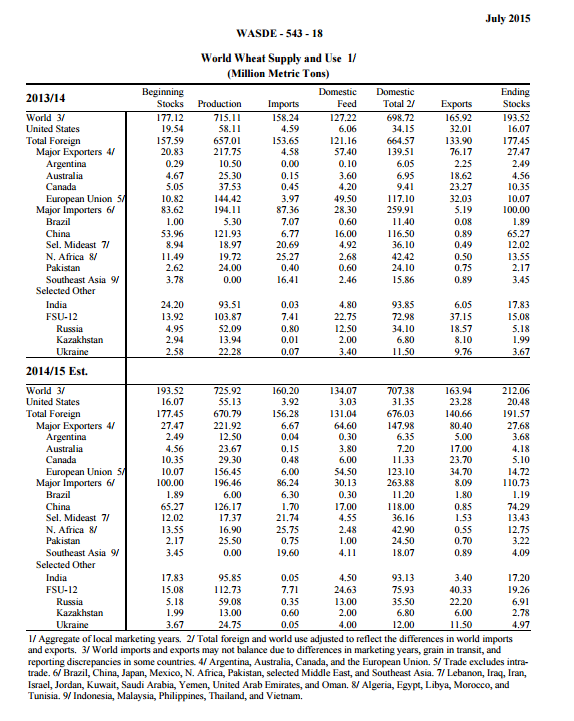 July 2015
WASDE - 543 - 18
World Wheat Supply and Use 1/
(Million Metric Tons)
2013/14 Beginning Stocks Production Imports Domestic Feed Domestic Total 2/ Exports Ending Stocks
World 3/ 177.12 715.11 158.24 127.22 698.72 165.92 193.52
United States 19.54 58.11 4.59 6.06 34.15 32.01 16.07
Total Foreign 157.59 657.01 153.65 121.16 664.57 133.90 177.45
Major Exporters 4/ 20.83 217.75 4.58 57.40 139.51 76.17 27.47
Argentina 0.29 10.50 0.00 0.10 6.05 2.25 2.49
Australia 4.67 25.30 0.15 3.60 6.95 18.62 4.56
Canada 5.05 37.53 0.45 4.20 9.41 23.27 10.35
European Union 5/ 10.82 144.42 3.97 49.50 117.10 32.03 10.07
Major Importers 6/ 83.62 194.11 87.36 28.30 259.91 5.19 100.00
Brazil 1.00 5.30 7.07 0.60 11.40 0.08 1.89
China 53.96 121.93 6.77 16.00 116.50 0.89 65.27
Sel. Mideast 7/ 8.94 18.97 20.69 4.92 36.10 0.49 12.02
N. Africa 8/ 11.49 19.72 25.27 2.68 42.42 0.50 13.55
Pakistan 2.62 24.00 0.40 0.60 24.10 0.75 2.17
Southeast Asia 9/ 3.78 0.00 16.41 2.46 15.86 0.89 3.45
Selected Other
India 24.20 93.51 0.03 4.80 93.85 6.05 17.83
FSU-12 13.92 103.87 7.41 22.75 72.98 37.15 15.08
Russia 4.95 52.09 0.80 12.50 34.10 18.57 5.18
Kazakhstan 2.94 13.94 0.01 2.00 6.80 8.10 1.99
Ukraine 2.58 22.28 0.07 3.40 11.50 9.76 3.67
2014/15 Est.
World 3/ 193.52 725.92 160.20 134.07 707.38 163.94 212.06
United States 16.07 55.13 3.92 3.03 31.35 23.28 20.48
Total Foreign 177.45 670.79 156.28 131.04 676.03 140.66 191.57
Major Exporters 4/ 27.47 221.92 6.67 64.60 147.98 80.40 27.68
Argentina 2.49 12.50 0.04 0.30 6.35 5.00 3.68
Australia 4.56 23.67 0.15 3.80 7.20 17.00 4.18
Canada 10.35 29.30 0.48 6.00 11.33 23.70 5.10
European Union 5/ 10.07 156.45 6.00 54.50 123.10 34.70 14.72
Major Importers 6/ 100.00 196.46 86.24 30.13 263.88 8.09 110.73
Brazil 1.89 6.00 6.30 0.30 11.20 1.80 1.19
China 65.27 126.17 1.70 17.00 118.00 0.85 74.29
Sel. Mideast 7/ 12.02 17.37 21.74 4.55 36.16 1.53 13.43
N. Africa 8/ 13.55 16.90 25.75 2.48 42.90 0.55 12.75
Pakistan 2.17 25.50 0.75 1.00 24.50 0.70 3.22
Southeast Asia 9/ 3.45 0.00 19.60 4.11 18.07 0.89 4.09
Selected Other
India 17.83 95.85 0.05 4.50 93.13 3.40 17.20
FSU-12 15.08 112.73 7.71 24.63 75.93 40.33 19.26
Russia 5.18 59.08 0.35 13.00 35.50 22.20 6.91
Kazakhstan 1.99 13.00 0.60 2.00 6.80 6.00 2.78
Ukraine 3.67 24.75 0.05 4.00 12.00 11.50 4.97
1/ Aggregate of local marketing years. 2/ Total foreign and world use adjusted to reflect the differences in world imports
and exports. 3/ World imports and exports may not balance due to differences in marketing years, grain in transit, and
reporting discrepancies in some countries. 4/ Argentina, Australia, Canada, and the European Union. 5/ Trade excludes intra-
trade. 6/ Brazil, China, Japan, Mexico, N. Africa, Pakistan, selected Middle East, and Southeast Asia. 7/ Lebanon, Iraq, Iran,
Israel, Jordan, Kuwait, Saudi Arabia, Yemen, United Arab Emirates, and Oman. 8/ Algeria, Egypt, Libya, Morocco, and
Tunisia. 9/ Indonesia, Malaysia, Philippines, Thailand, and Vietnam.